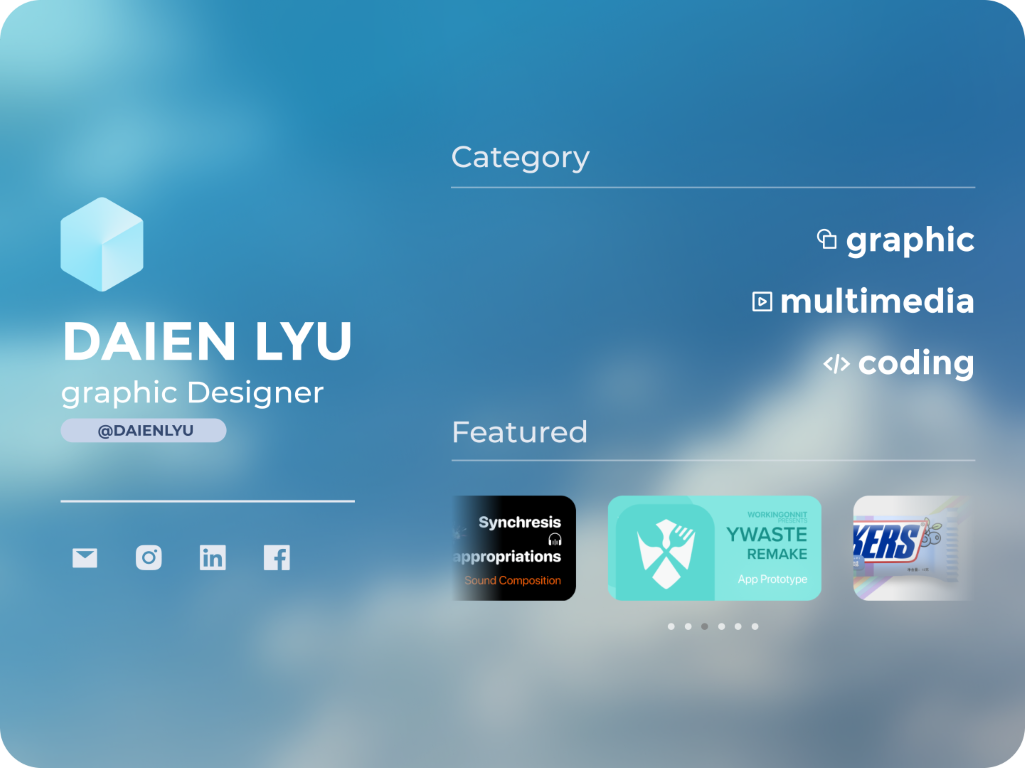 DAIEN LYU
graphic Designer
@DAIENLYU
Category
graphic
multimedia
coding
Featured
Synchresis
appropriations
Sound Composition
WORKINGONNIT
PRESENTS
YWASTE
REMAKE
App Prototype
KERS